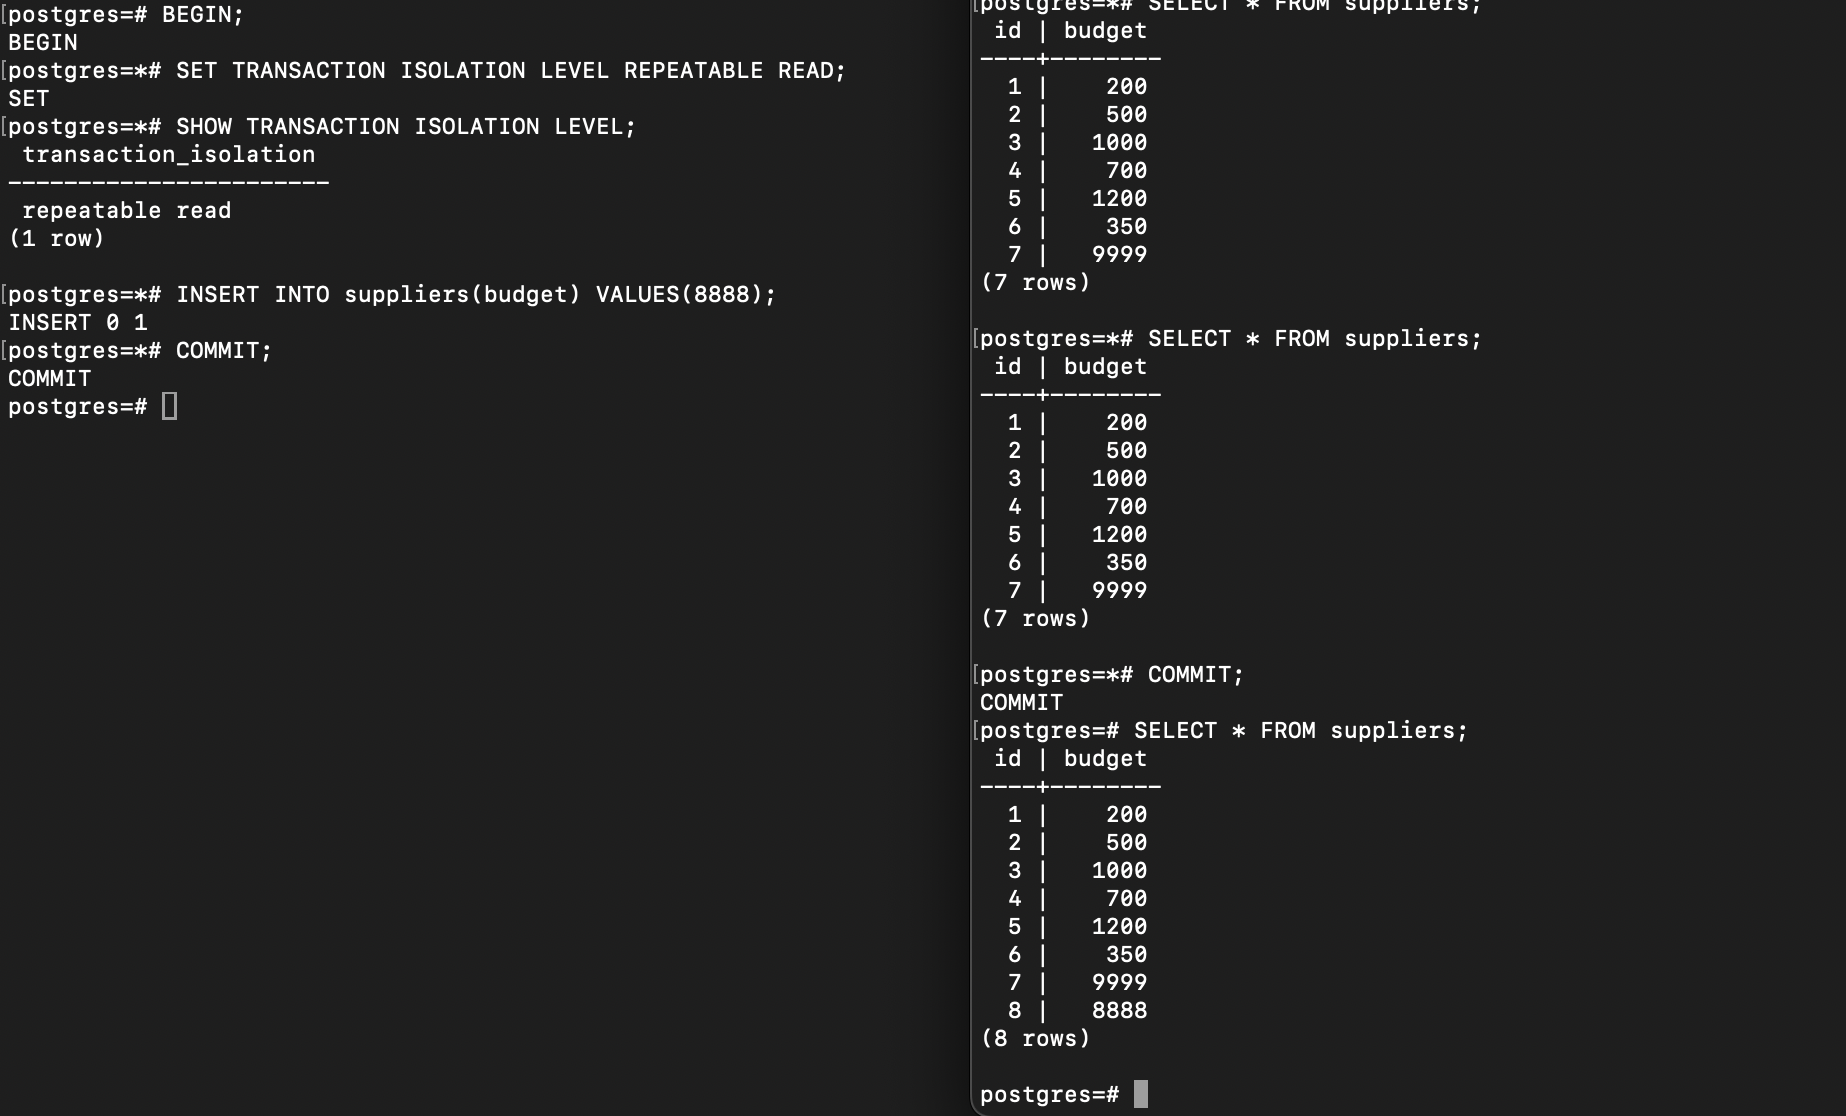 [postgres=# BEGIN;
BEGIN
[postgres=*# SET TRANSACTION ISOLATION LEVEL REPEATABLE READ;
SET
[postgres=*# SHOW TRANSACTION ISOLATION LEVEL;
 transaction_isolation
-----------------------
 repeatable read
(1 row)

[postgres=*# INSERT INTO suppliers(budget) VALUES(8888);
INSERT 0 1
[postgres=*# COMMIT;
COMMIT
postgres=#
[postgres=*# SELECT * FROM suppliers;
 id | budget
----+--------
  1 |    200
  2 |    500
  3 |   1000
  4 |    700
  5 |   1200
  6 |    350
  7 |   9999
(7 rows)

[postgres=*# SELECT * FROM suppliers;
 id | budget
----+--------
  1 |    200
  2 |    500
  3 |   1000
  4 |    700
  5 |   1200
  6 |    350
  7 |   9999
(7 rows)

[postgres=*# COMMIT;
COMMIT
[postgres=# SELECT * FROM suppliers;
 id | budget
----+--------
  1 |    200
  2 |    500
  3 |   1000
  4 |    700
  5 |   1200
  6 |    350
  7 |   9999
  8 |   8888
(8 rows)

postgres=#